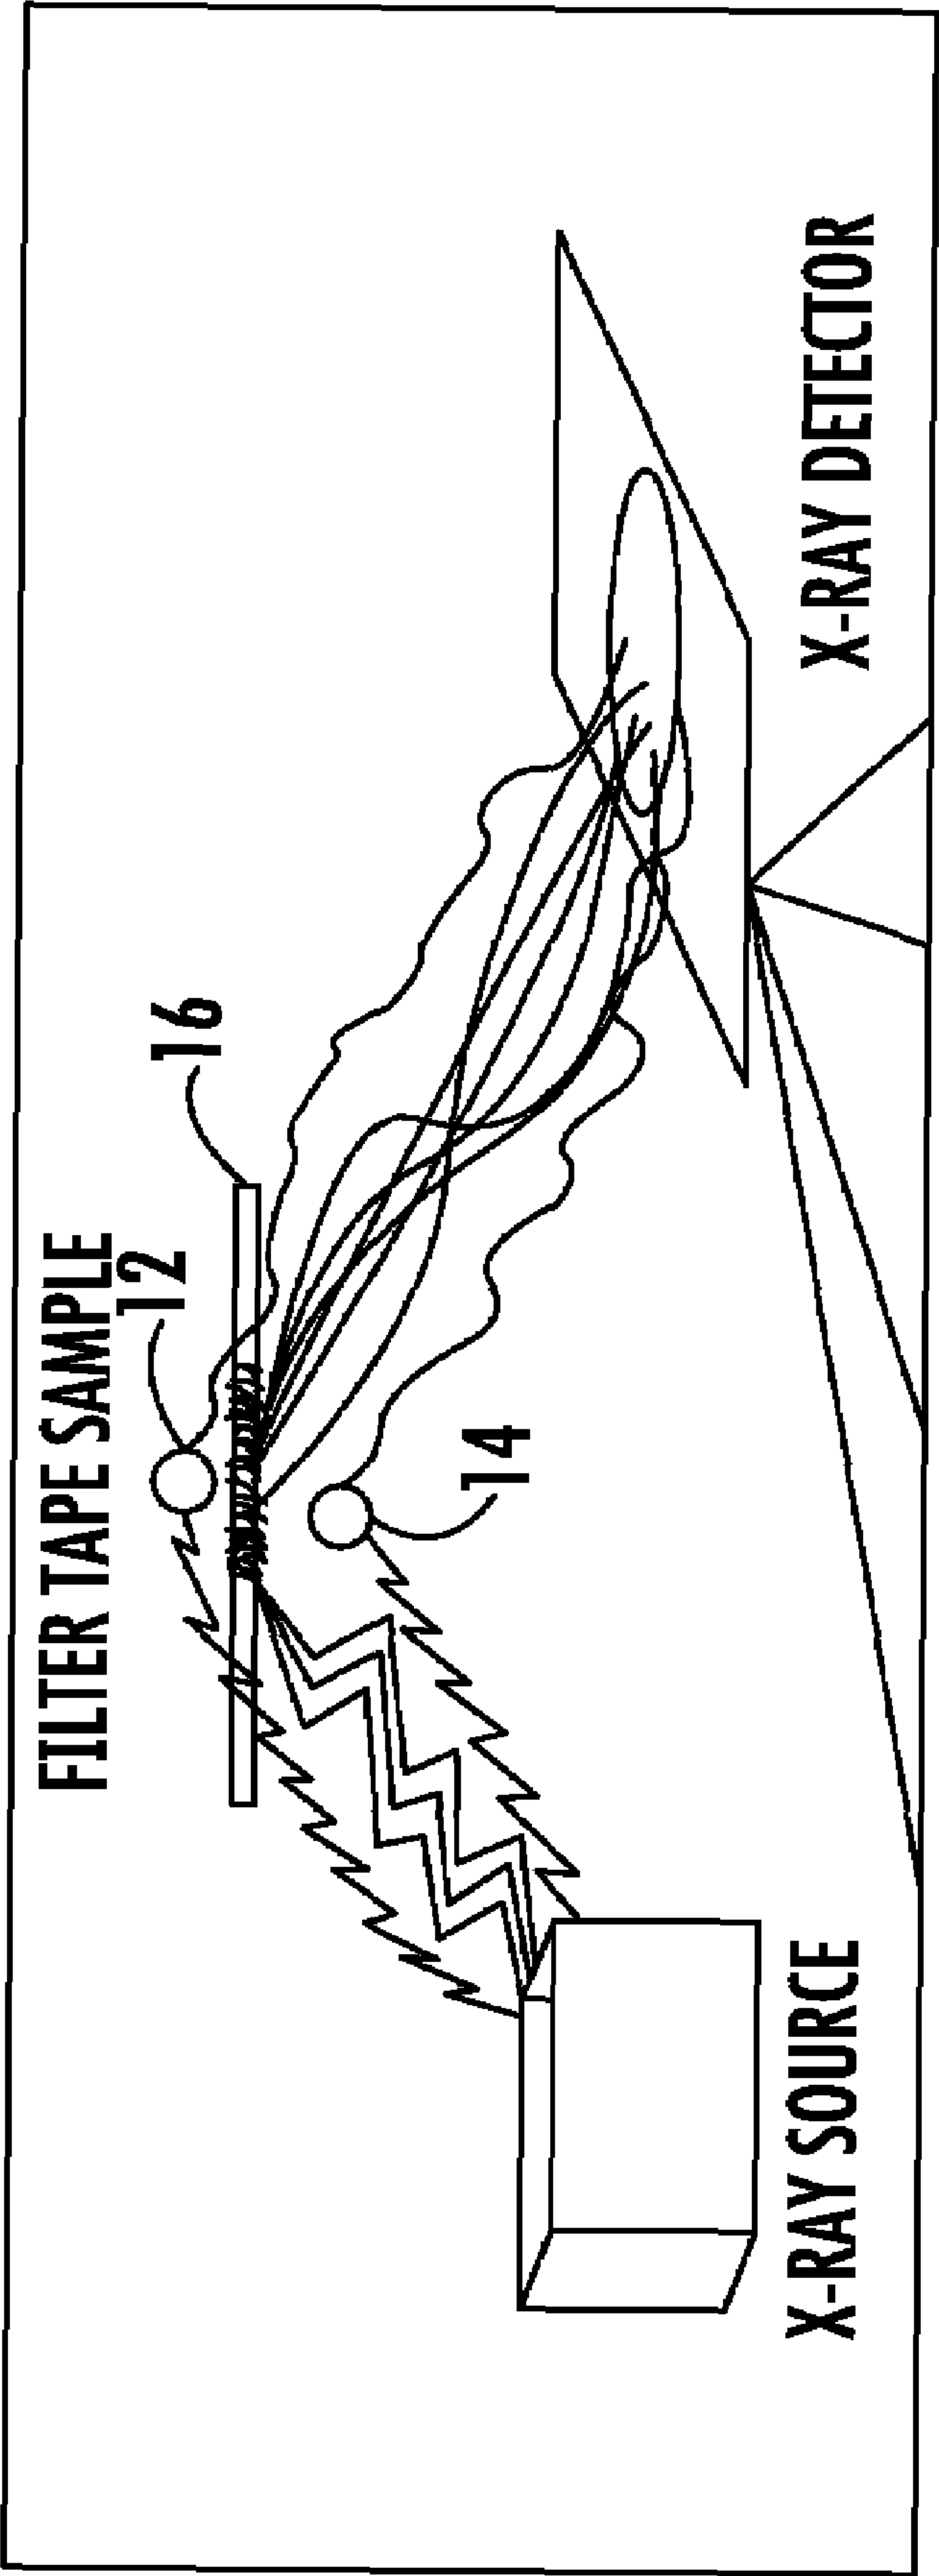 FILTER TAPE SAMPLE
12
16
14
X-RAY SOURCE
X-RAY DETECTOR